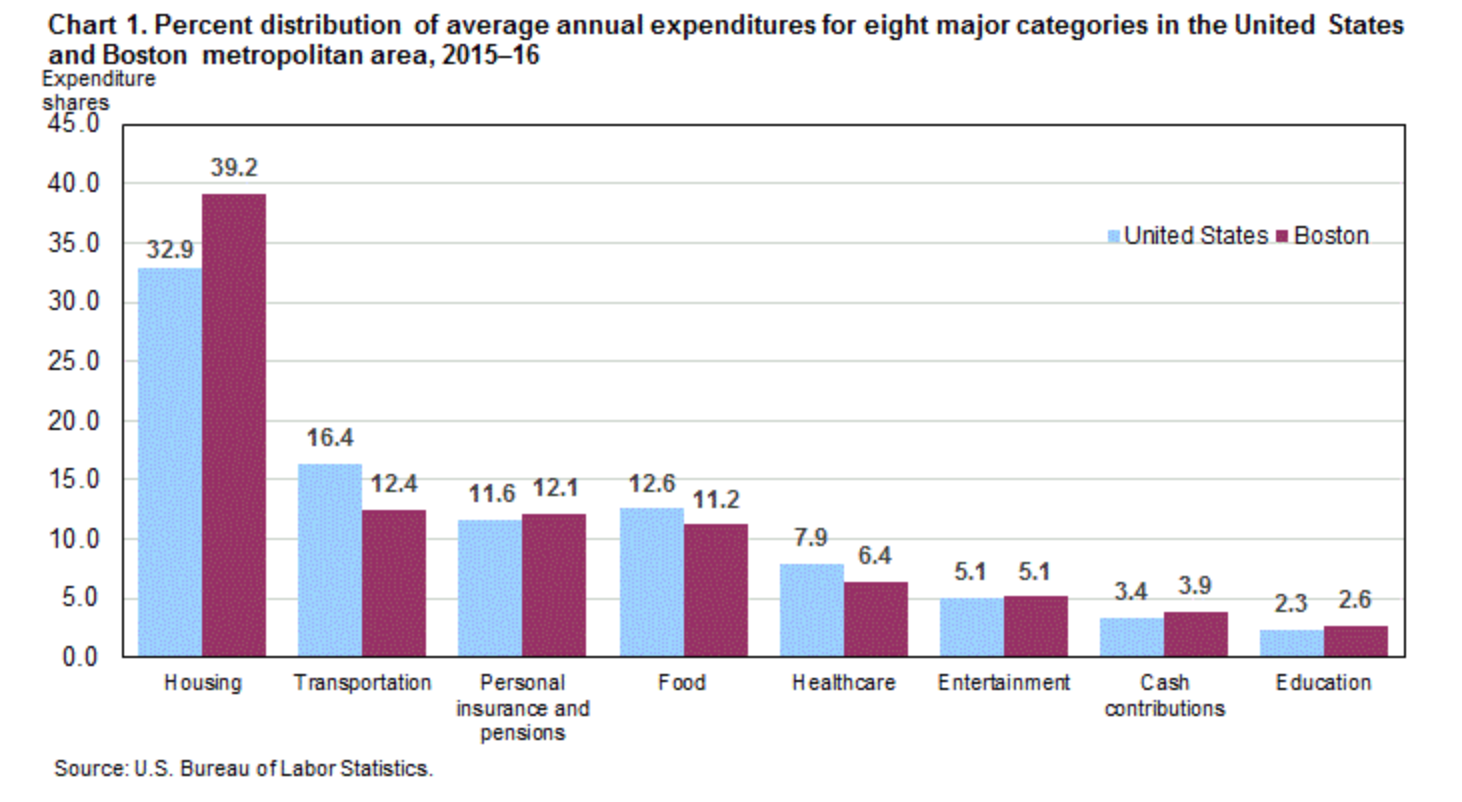 Chart 1. Percent distribution of average annual expenditures for eight major categories in the United States
and Boston metropolitan area, 2015–16
Expenditure
shares
45.0
39.2
40.0
United States Boston
35.0
32.9
30.0
25.0
20.0
16.4
15.0
12.4
11.6 12.1
12.6
11.2
10.0
7.9
6.4
5.0
5.1 5.1
3.4 3.9
2.3 2.6
0.0
Housing Transportation Personal Food Healthcare Entertainment Cash Education
insurance and contributions
pensions
Source: U.S. Bureau of Labor Statistics.